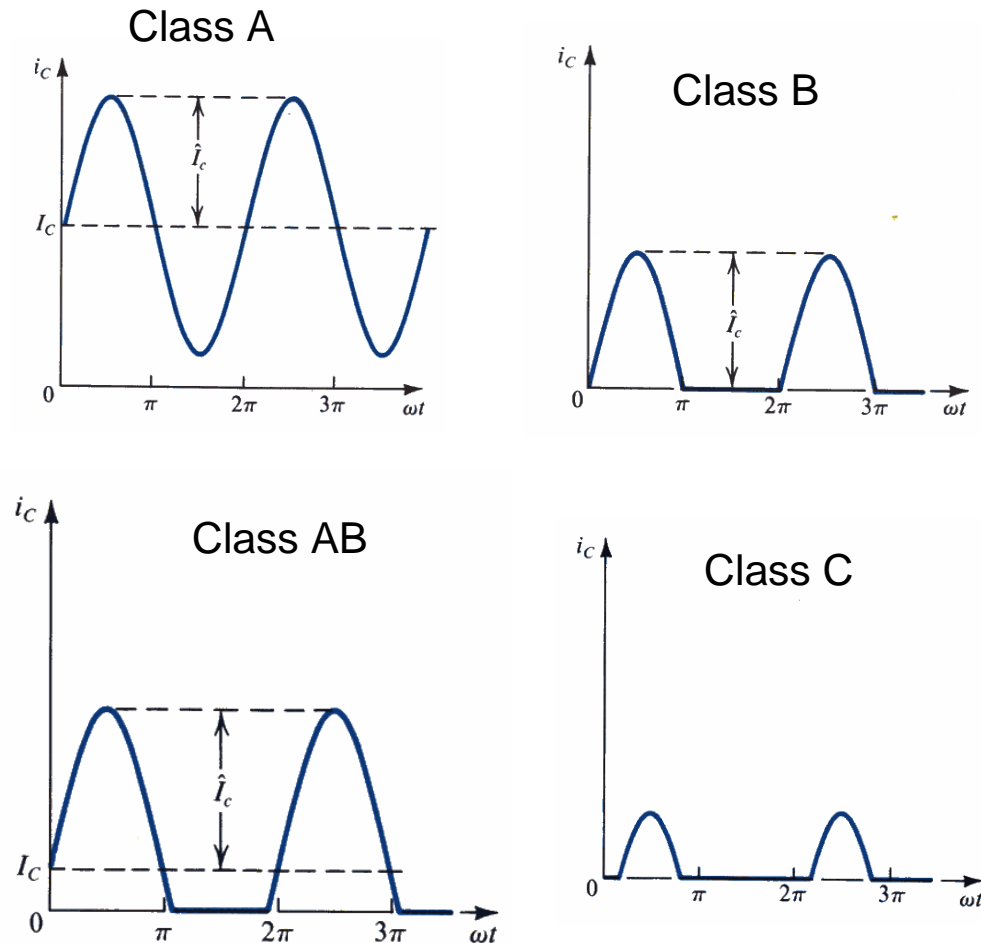 Class A
i_C
Î_c
I_C
0
π
2π
3π
ωt
Class B
i_C
Î_c
0
π
2π
3π
ωt
Class AB
i_C
Î_c
I_C
0
π
2π
3π
ωt
Class C
i_C
0
π
2π
3π
ωt